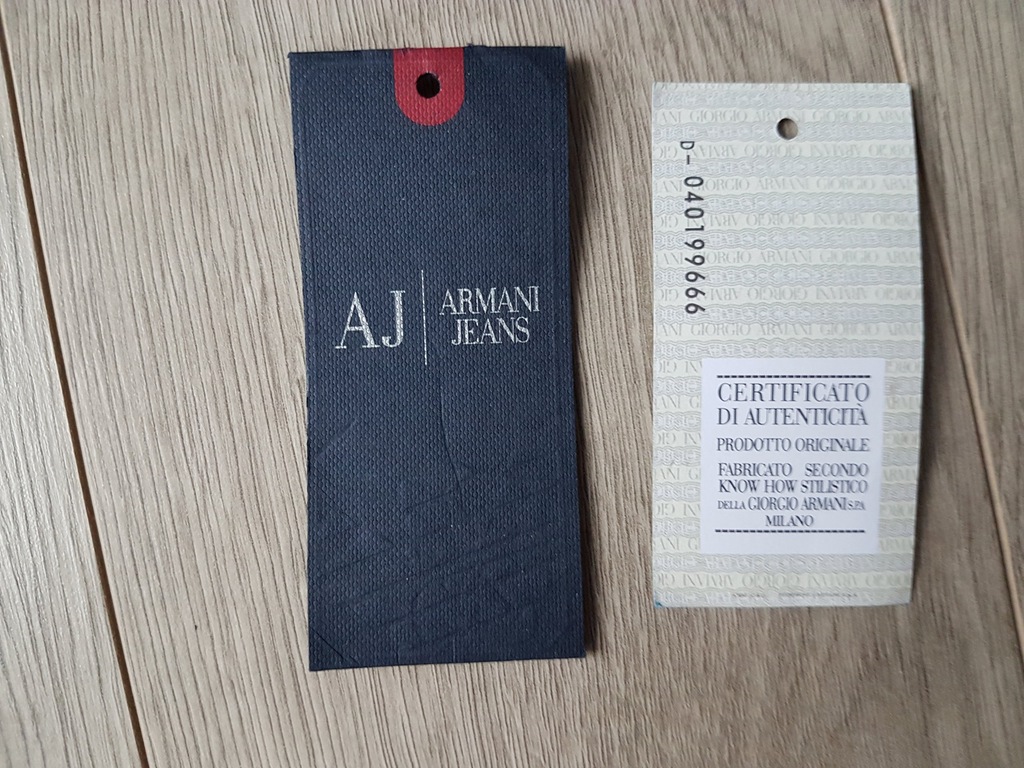 AJ
ARMANI
JEANS
D-040199666
CERTIFICATO
DI AUTENTICITÀ
PRODOTTO ORIGINALE
FABRICATO SECONDO
KNOW HOW STILISTICO
DELLA GIORGIO ARMANI S.P.A.
MILANO